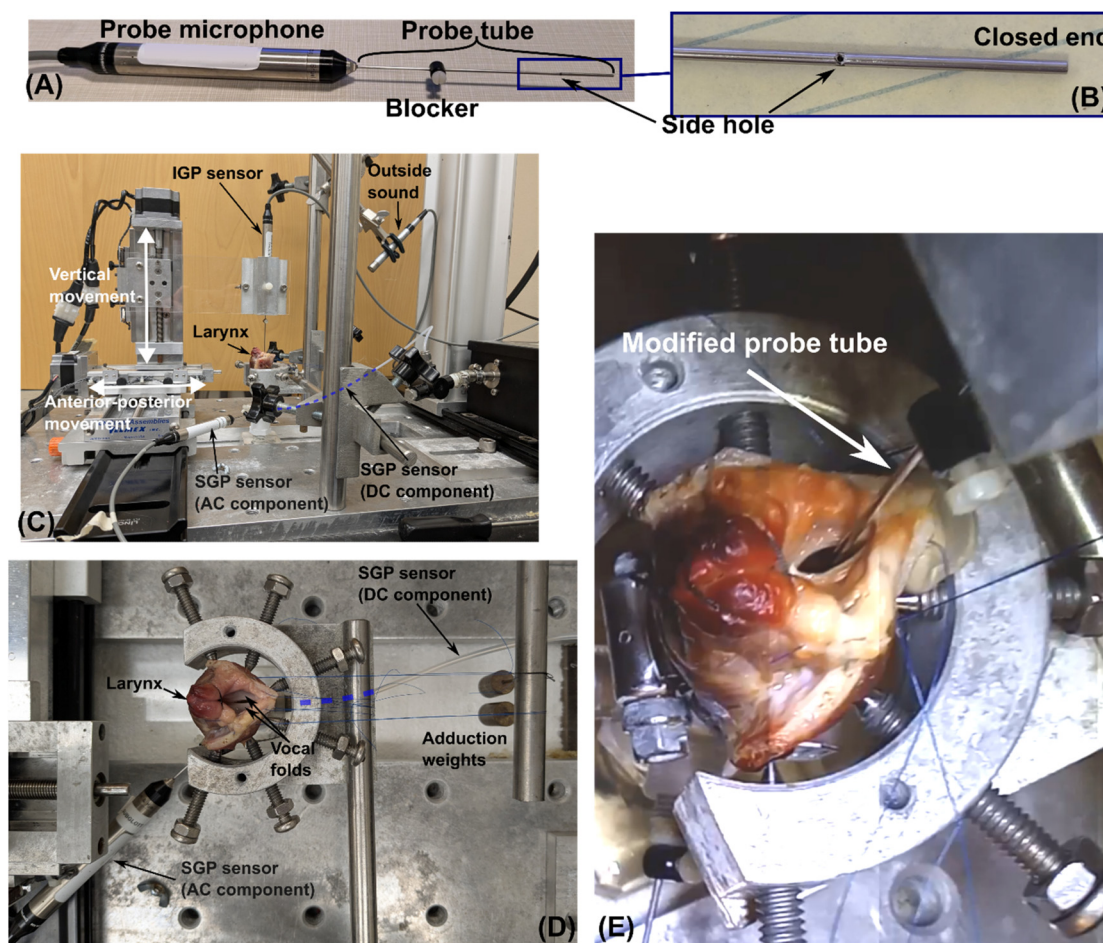 Probe microphone
Probe tube
Blocker
(A)
Closed end
Side hole
(B)
IGP sensor
Outside
sound
Vertical
movement
Larynx
Anterior-posterior
movement
SGP sensor
(AC component)
SGP sensor
(DC component)
(C)
SGP sensor
(DC component)
Larynx
Vocal
folds
Adduction
weights
SGP sensor
(AC component)
(D)
Modified probe tube
(E)